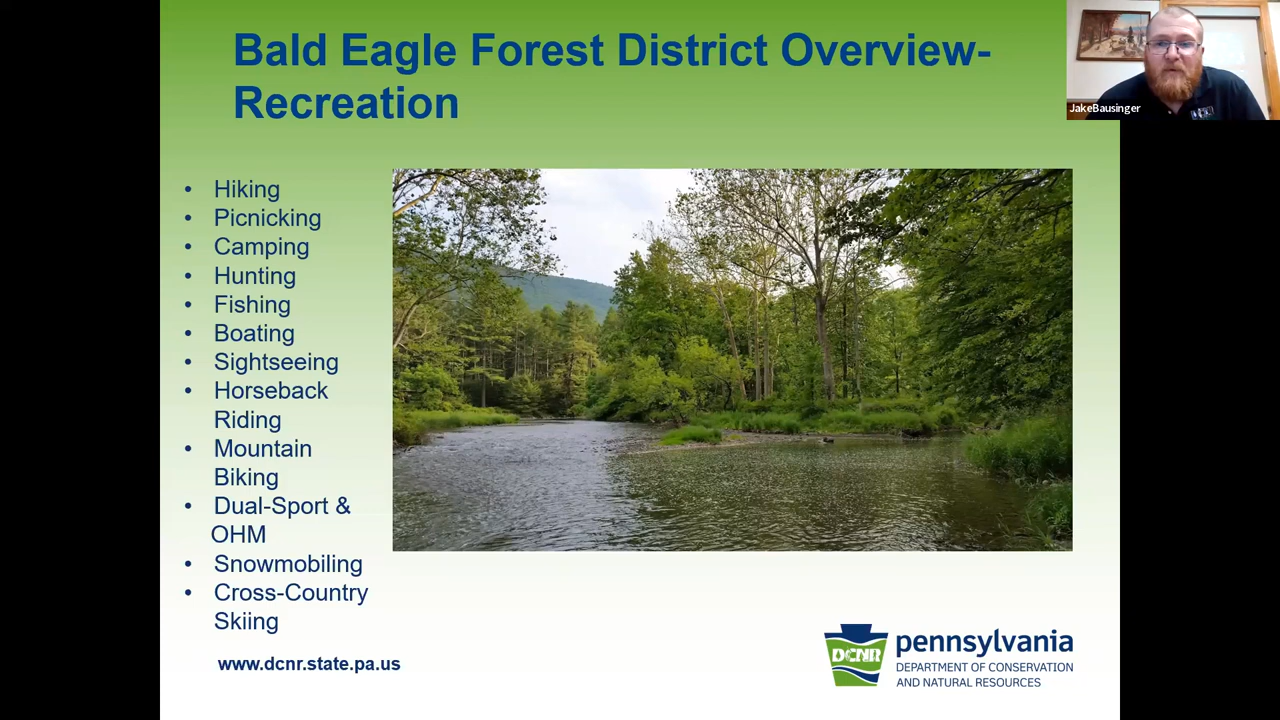 Bald Eagle Forest District Overview-
Recreation
JakeBausinger
• Hiking
• Picnicking
• Camping
• Hunting
• Fishing
• Boating
• Sightseeing
• Horseback
Riding
• Mountain
Biking
• Dual-Sport &
OHM
• Snowmobiling
• Cross-Country
Skiing
www.dcnr.state.pa.us
DCNR
pennsylvania
DEPARTMENT OF CONSERVATION
AND NATURAL RESOURCES